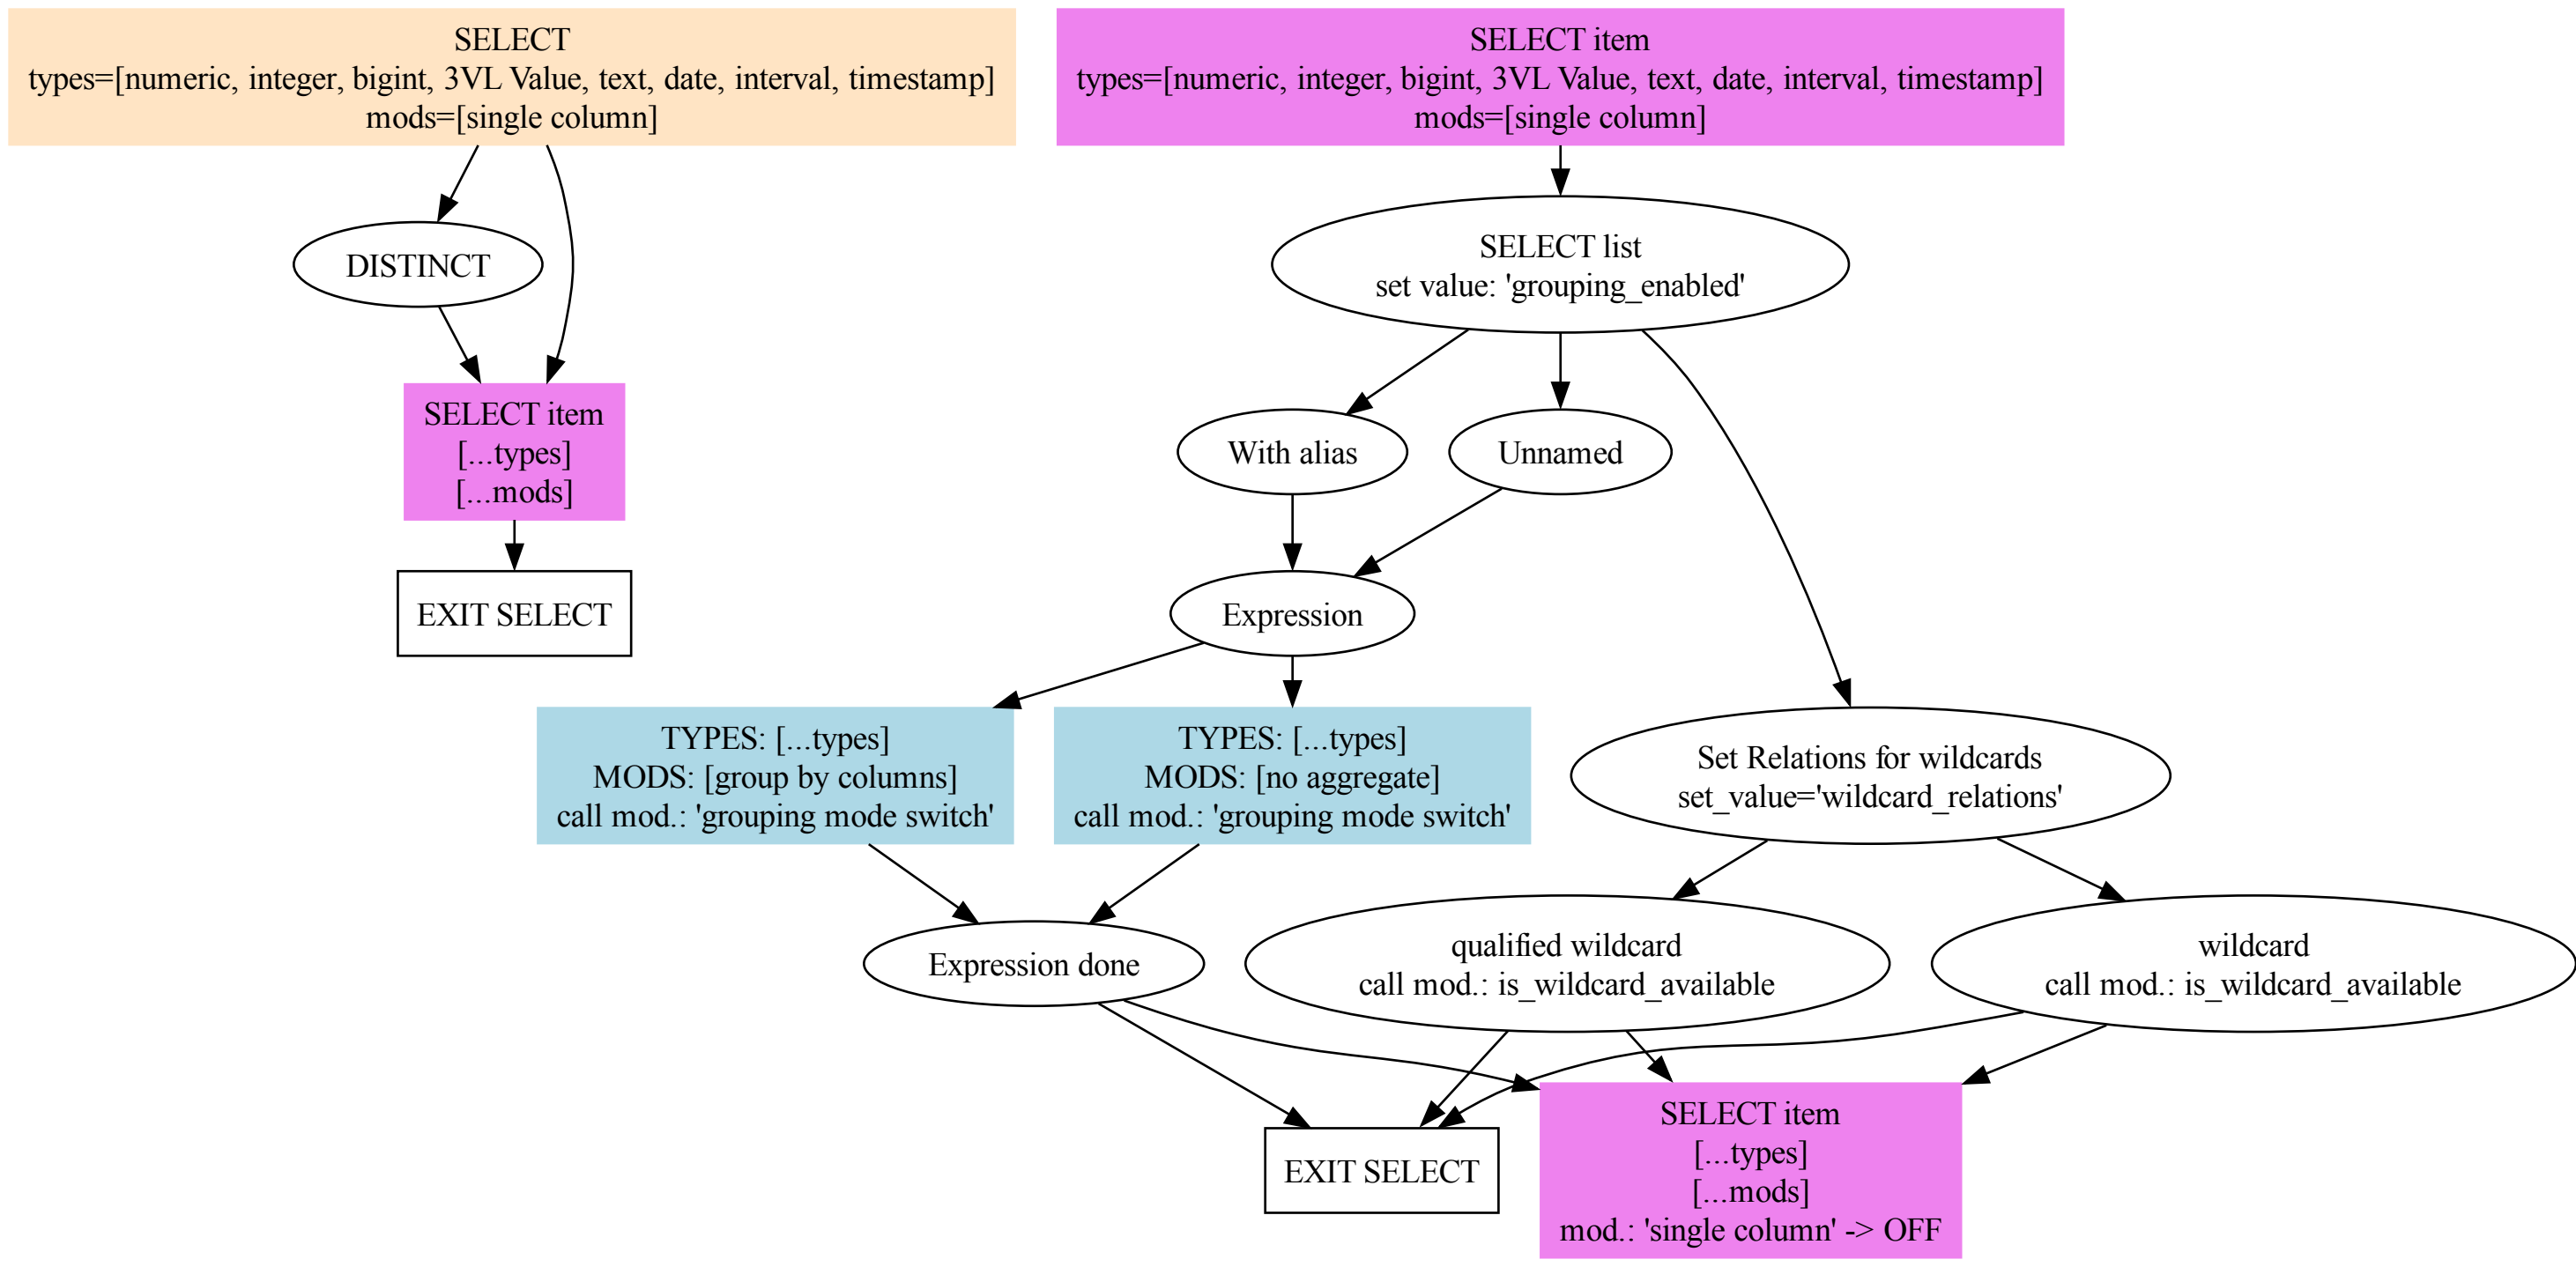 SELECT
types=[numeric, integer, bigint, 3VL Value, text, date, interval, timestamp]
mods=[single column]
DISTINCT
SELECT item
[...types]
[...mods]
EXIT SELECT
SELECT item
types=[numeric, integer, bigint, 3VL Value, text, date, interval, timestamp]
mods=[single column]
SELECT list
set value: 'grouping_enabled'
With alias
Unnamed
Expression
TYPES: [...types]
MODS: [group by columns]
call mod.: 'grouping mode switch'
TYPES: [...types]
MODS: [no aggregate]
call mod.: 'grouping mode switch'
Set Relations for wildcards
set_value='wildcard_relations'
Expression done
qualified wildcard
call mod.: is_wildcard_available
wildcard
call mod.: is_wildcard_available
EXIT SELECT
SELECT item
[...types]
[...mods]
mod.: 'single column' -> OFF